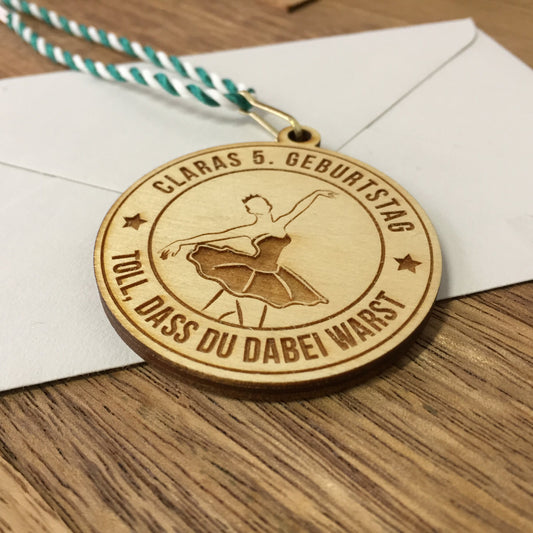 CLARAS 5. GEBURTSTAG
TOLL, DASS DU DABEI WARST